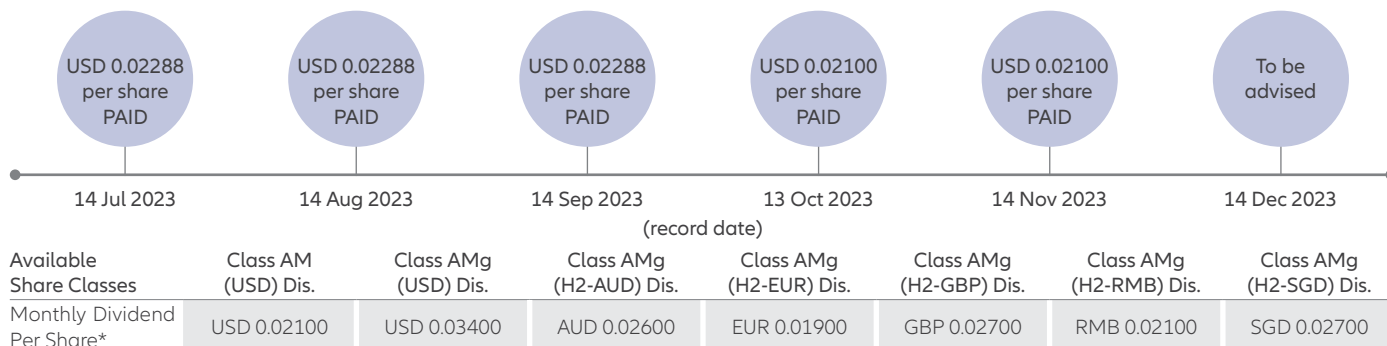 USD 0.02288
per share
PAID
USD 0.02288
per share
PAID
USD 0.02288
per share
PAID
USD 0.02100
per share
PAID
USD 0.02100
per share
PAID
To be
advised
14 Jul 2023
14 Aug 2023
14 Sep 2023
13 Oct 2023
14 Nov 2023
14 Dec 2023
(record date)
Available
Share Classes
Class AM
(USD) Dis.
Class AMg
(USD) Dis.
Class AMg
(H2-AUD) Dis.
Class AMg
(H2-EUR) Dis.
Class AMg
(H2-GBP) Dis.
Class AMg
(H2-RMB) Dis.
Class AMg
(H2-SGD) Dis.
Monthly Dividend
Per Share*
USD 0.02100
USD 0.03400
AUD 0.02600
EUR 0.01900
GBP 0.02700
RMB 0.02100
SGD 0.02700